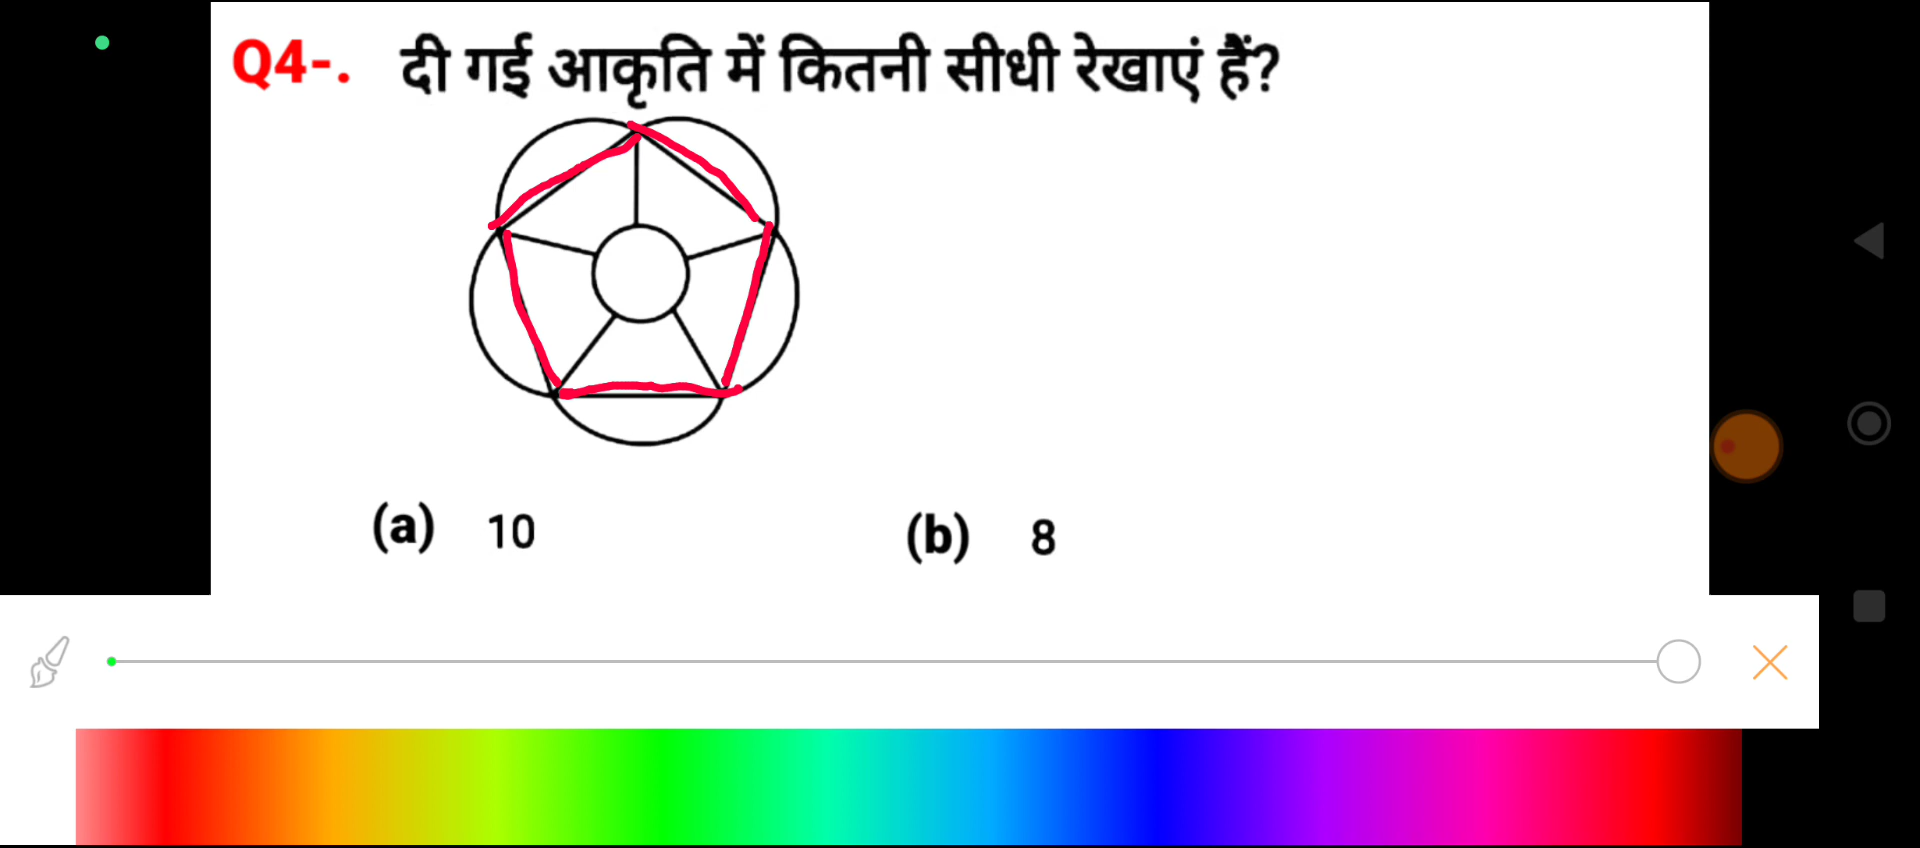 Q4-. दी गई आकृति में कितनी सीधी रेखाएं हैं?
(a) 10 (b) 8